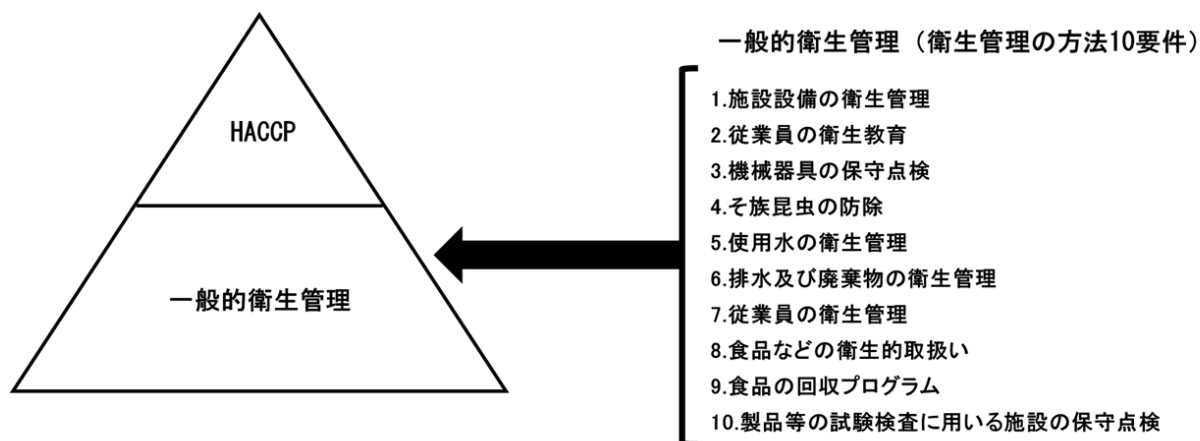 HACCP
一般的衛生管理
一般的衛生管理（衛生管理の方法10要件）
1.施設設備の衛生管理
2.従業員の衛生教育
3.機械器具の保守点検
4.そ族昆虫の防除
5.使用水の衛生管理
6.排水及び廃棄物の衛生管理
7.従業員の衛生管理
8.食品などの衛生的取扱い
9.食品の回収プログラム
10.製品等の試験検査に用いる施設の保守点検